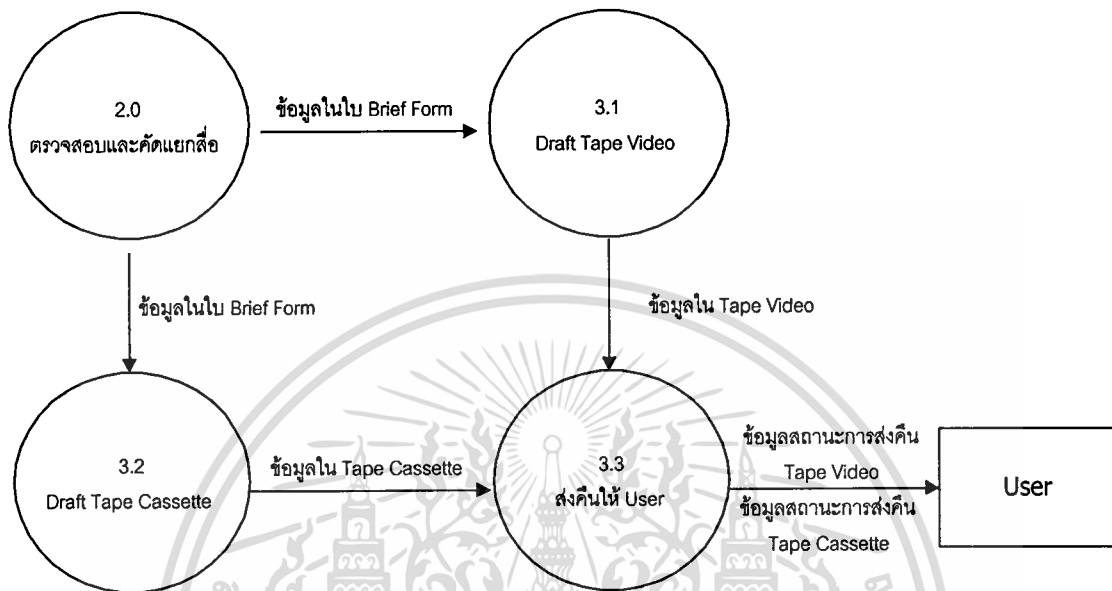 2.0
ตรวจสอบและคัดแยกสื่อ
ข้อมูลในใบ Brief Form
3.1
Draft Tape Video
ข้อมูลในใบ Brief Form
ข้อมูลใน Tape Video
3.2
Draft Tape Cassette
ข้อมูลใน Tape Cassette
3.3
ส่งคืนให้ User
ข้อมูลสถานะการส่งคืน
Tape Video
ข้อมูลสถานะการส่งคืน
Tape Cassette
User